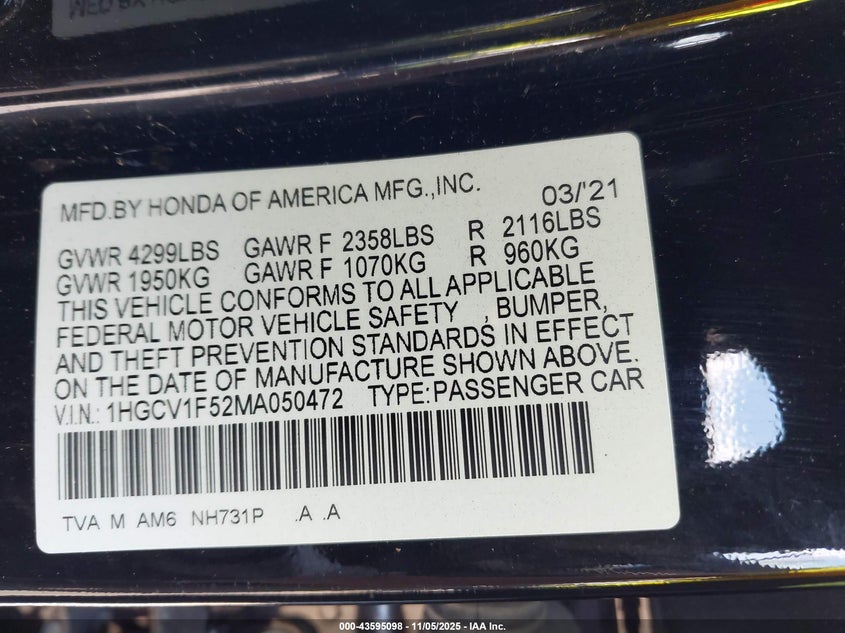 MFD.BY HONDA OF AMERICA MFG.,INC. 03/'21
GVWR 4299LBS GAWR F 2358LBS R 2116LBS
GVWR 1950KG GAWR F 1070KG R 960KG
THIS VEHICLE CONFORMS TO ALL APPLICABLE
FEDERAL MOTOR VEHICLE SAFETY , BUMPER,
AND THEFT PREVENTION STANDARDS IN EFFECT
ON THE DATE OF MANUFACTURE SHOWN ABOVE.
V.I.N.: 1HGCV1F52MA050472 TYPE:PASSENGER CAR
TVA M AM6 NH731P .A .A
000-43595098 - 11/05/2025 - IAA Inc.